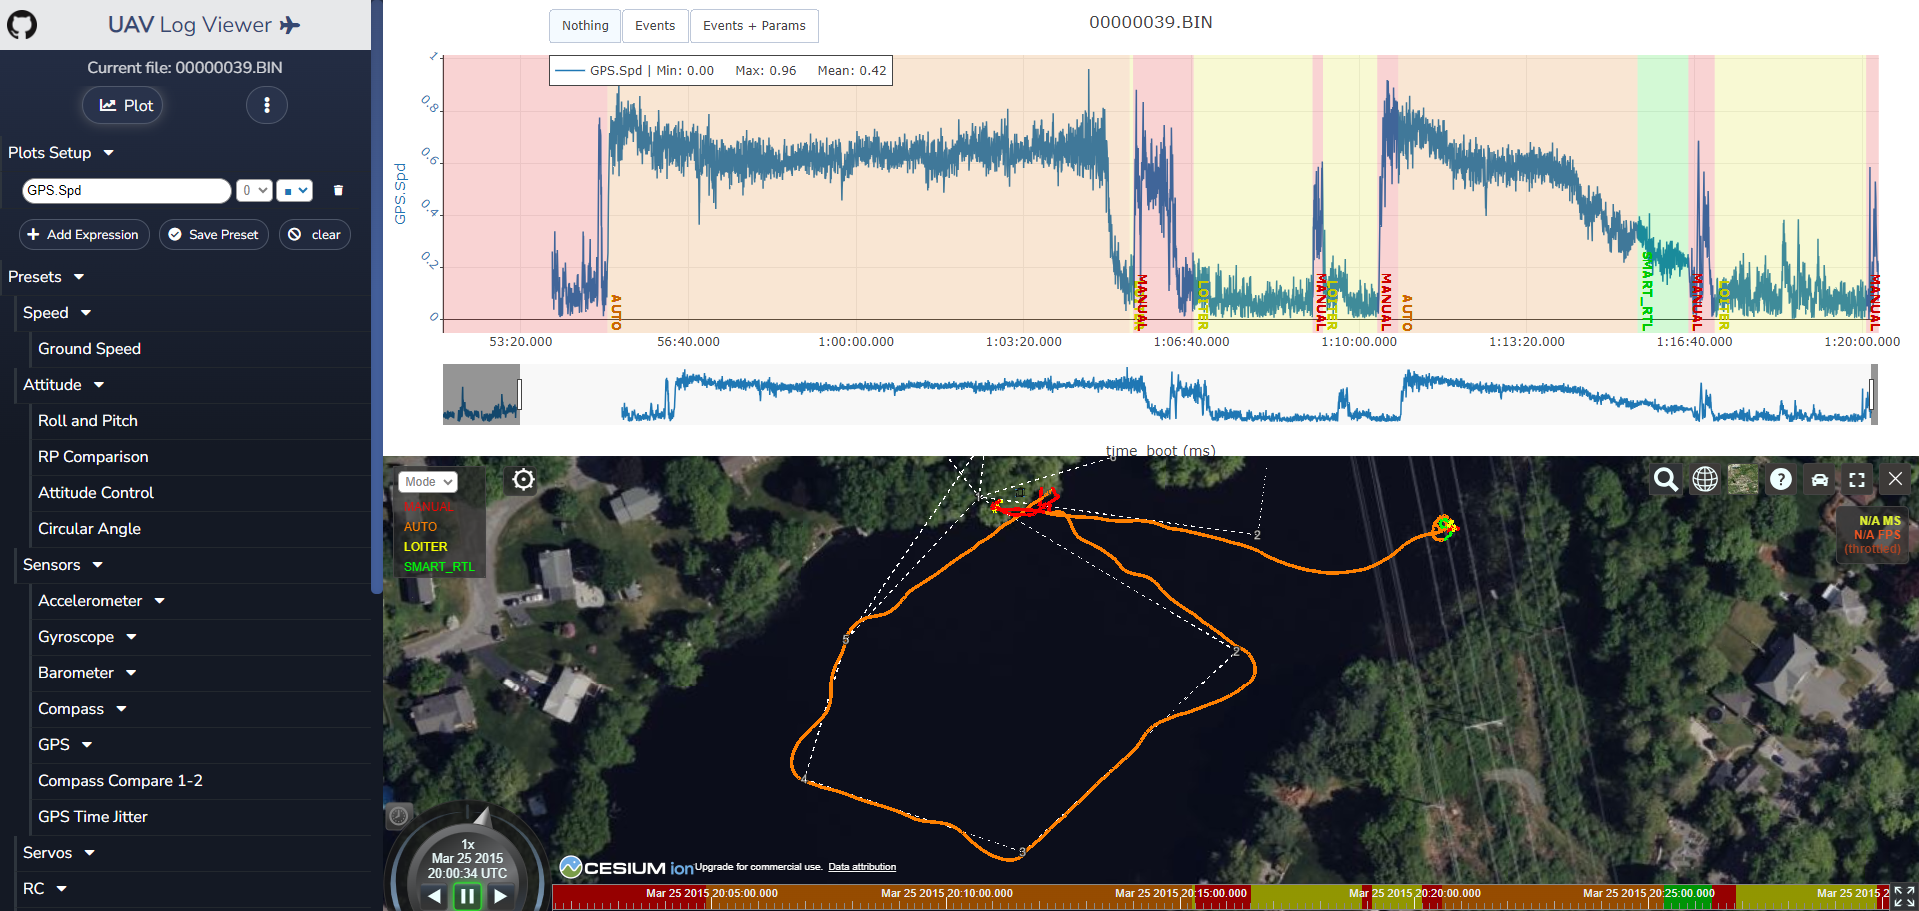 UAV Log Viewer
Current file: 00000039.BIN
Plot
Plots Setup
GPS.Spd
0
Add Expression
Save Preset
clear
Presets
Speed
Ground Speed
Attitude
Roll and Pitch
RP Comparison
Attitude Control
Circular Angle
Sensors
Accelerometer
Gyroscope
Barometer
Compass
GPS
Compass Compare 1-2
GPS Time Jitter
Servos
RC
Nothing
Events
Events + Params
00000039.BIN
GPS.Spd | Min: 0.00 Max: 0.96 Mean: 0.42
1
0.8
0.6
0.4
0.2
0
GPS.Spd
AUTO
MANUAL
LOITER
MANUAL
LOITER
MANUAL
AUTO
SMART_RTL
MANUAL
LOITER
MANUAL
53:20.000
56:40.000
1:00:00.000
1:03:20.000
1:06:40.000
1:10:00.000
1:13:20.000
1:16:40.000
1:20:00.000
time_boot (ms)
Mode
MANUAL
AUTO
LOITER
SMART_RTL
N/A MS
N/A FPS
(throttled)
2
2
5
4
3
1x
Mar 25 2015
20:00:34 UTC
CESIUM ion
Upgrade for commercial use. Data attribution
Mar 25 2015 20:05:00.000
Mar 25 2015 20:10:00.000
Mar 25 2015 20:15:00.000
Mar 25 2015 20:20:00.000
Mar 25 2015 20:25:00.000
Mar 25 2015 2